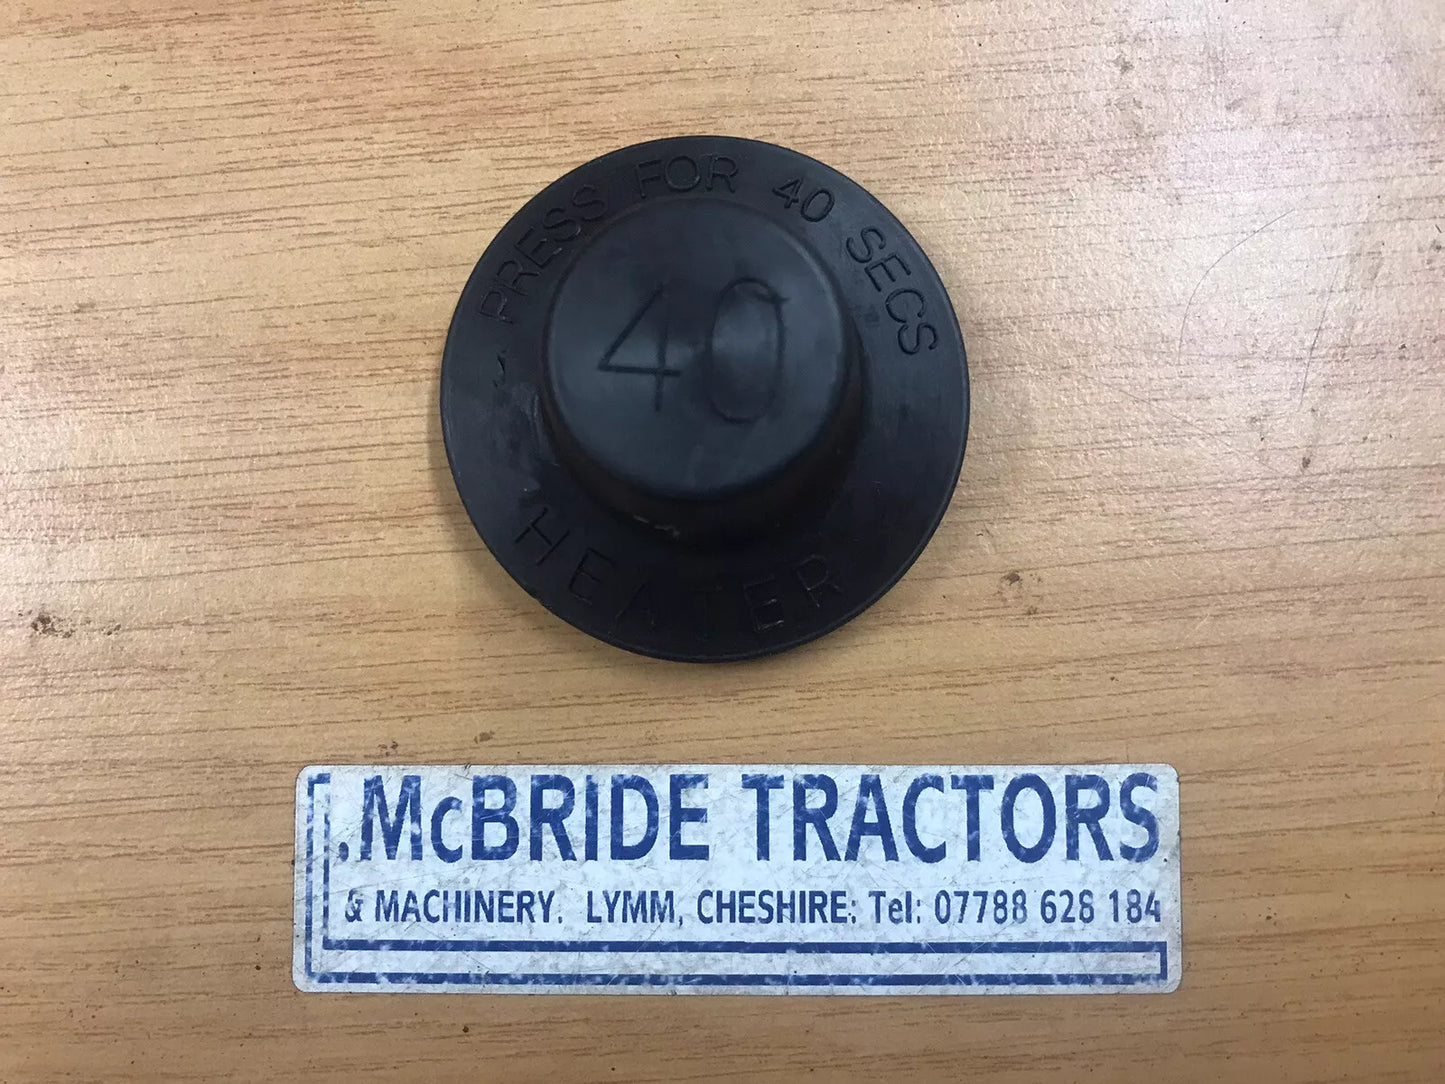 PRESS FOR 40 SECS
40
HEATER
.McBRIDE TRACTORS
& MACHINERY. LYMM, CHESHIRE: Tel: 07788 628 184